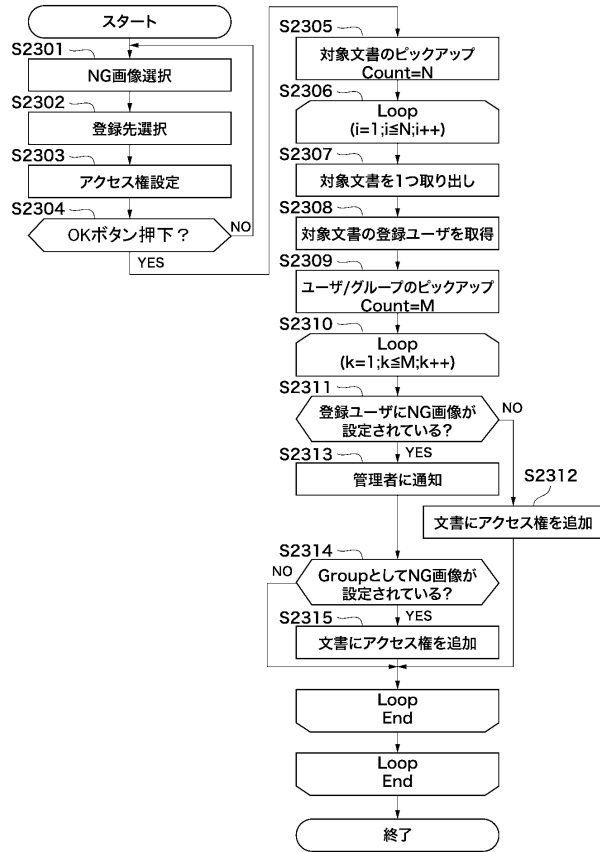 スタート
S2301
NG画像選択
S2302
登録先選択
S2303
アクセス権設定
S2304
OKボタン押下？
NO
YES
S2305
対象文書のピックアップ
Count=N
S2306
Loop
(i=1;i≦N;i++)
S2307
対象文書を1つ取り出し
S2308
対象文書の登録ユーザを取得
S2309
ユーザ/グループのピックアップ
Count=M
S2310
Loop
(k=1;k≦M;k++)
S2311
登録ユーザにNG画像が
設定されている?
NO
YES
S2313
管理者に通知
S2312
文書にアクセス権を追加
S2314
GroupとしてNG画像が
設定されている?
NO
YES
S2315
文書にアクセス権を追加
Loop
End
Loop
End
終了